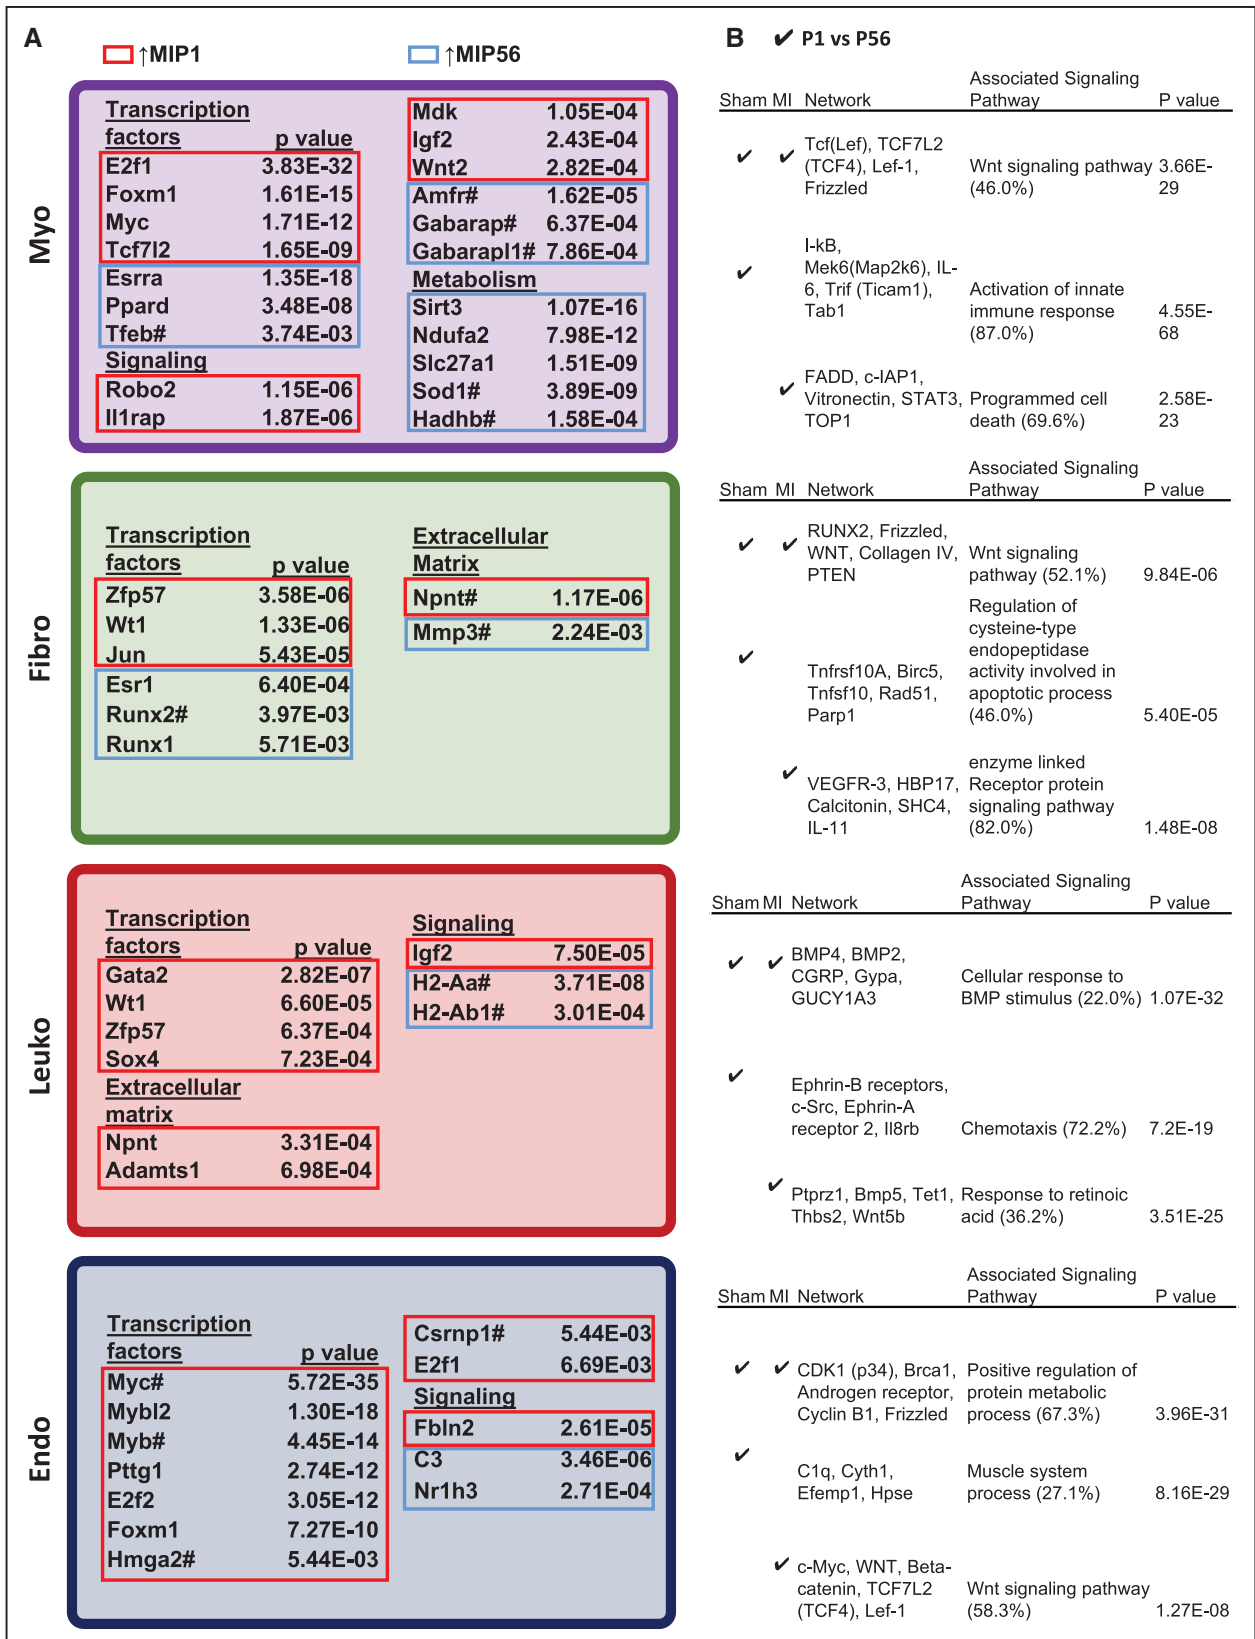 A
↑MIP1
↑MIP56
Myo
Transcription
factors p value
E2f1 3.83E-32
Foxm1 1.61E-15
Myc 1.71E-12
Tcf7l2 1.65E-09
Esrra 1.35E-18
Ppard 3.48E-08
Tfeb# 3.74E-03
Signaling
Robo2 1.15E-06
Il1rap 1.87E-06
Mdk 1.05E-04
Igf2 2.43E-04
Wnt2 2.82E-04
Amfr# 1.62E-05
Gabarap# 6.37E-04
Gabarapl1# 7.86E-04
Metabolism
Sirt3 1.07E-16
Ndufa2 7.98E-12
Slc27a1 1.51E-09
Sod1# 3.89E-09
Hadhb# 1.58E-04
Fibro
Transcription
factors p value
Zfp57 3.58E-06
Wt1 1.33E-06
Jun 5.43E-05
Esr1 6.40E-04
Runx2# 3.97E-03
Runx1 5.71E-03
Extracellular
Matrix
Npnt# 1.17E-06
Mmp3# 2.24E-03
Leuko
Transcription
factors p value
Gata2 2.82E-07
Wt1 6.60E-05
Zfp57 6.37E-04
Sox4 7.23E-04
Extracellular
matrix
Npnt 3.31E-04
Adamts1 6.98E-04
Signaling
Igf2 7.50E-05
H2-Aa# 3.71E-08
H2-Ab1# 3.01E-04
Endo
Transcription
factors p value
Myc# 5.72E-35
Mybl2 1.30E-18
Myb# 4.45E-14
Pttg1 2.74E-12
E2f2 3.05E-12
Foxm1 7.27E-10
Hmga2# 5.44E-03
Csrnp1# 5.44E-03
E2f1 6.69E-03
Signaling
Fbln2 2.61E-05
C3 3.46E-06
Nr1h3 2.71E-04
B ✔ P1 vs P56
Associated Signaling
Sham MI Network Pathway P value
✔ ✔ Tcf(Lef), TCF7L2
(TCF4), Lef-1, Wnt signaling pathway 3.66E-
Frizzled (46.0%) 29
I-kB,
✔ Mek6(Map2k6), IL-
6, Trif (Ticam1), Activation of innate
Tab1 immune response 4.55E-
(87.0%) 68
✔ FADD, c-IAP1,
Vitronectin, STAT3, Programmed cell 2.58E-
TOP1 death (69.6%) 23
Associated Signaling
Sham MI Network Pathway P value
✔ ✔ RUNX2, Frizzled,
WNT, Collagen IV, Wnt signaling
PTEN pathway (52.1%) 9.84E-06
Regulation of
cysteine-type
✔ endopeptidase
Tnfrsf10A, Birc5, activity involved in
Tnfsf10, Rad51, apoptotic process
Parp1 (46.0%) 5.40E-05
enzyme linked
✔ VEGFR-3, HBP17, Receptor protein
Calcitonin, SHC4, signaling pathway
IL-11 (82.0%) 1.48E-08
Associated Signaling
Sham MI Network Pathway P value
✔ ✔ BMP4, BMP2,
CGRP, Gypa, Cellular response to
GUCY1A3 BMP stimulus (22.0%) 1.07E-32
✔ Ephrin-B receptors,
c-Src, Ephrin-A
receptor 2, Il8rb Chemotaxis (72.2%) 7.2E-19
✔ Ptprz1, Bmp5, Tet1, Response to retinoic
Thbs2, Wnt5b acid (36.2%) 3.51E-25
Associated Signaling
Sham MI Network Pathway P value
✔ ✔ CDK1 (p34), Brca1, Positive regulation of
Androgen receptor, protein metabolic
Cyclin B1, Frizzled process (67.3%) 3.96E-31
✔ C1q, Cyth1, Muscle system
Efemp1, Hpse process (27.1%) 8.16E-29
✔ c-Myc, WNT, Beta-
catenin, TCF7L2 Wnt signaling pathway
(TCF4), Lef-1 (58.3%) 1.27E-08